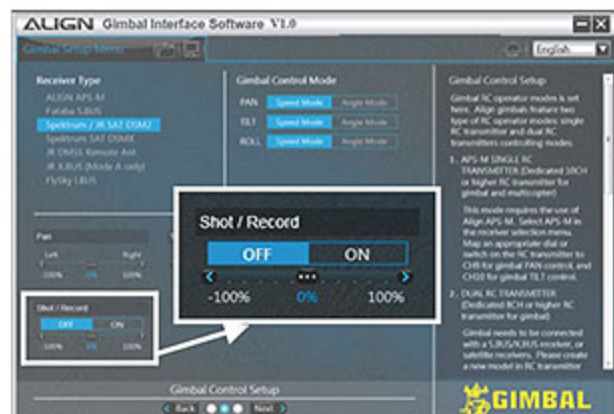 ALIGN Gimbal Interface Software V1.0
Gimbal Setup Menu
English
Receiver Type
ALIGN APS-M
Futaba S.BUS
Spektrum / JR SAT DSM2
Spektrum SAT DSMX
JR DMSS Remote Ant.
JR X.BUS (Mode A only)
FlySky I.BUS
Gimbal Control Mode
PAN Speed Mode Angle Mode
TILT Speed Mode Angle Mode
ROLL Speed Mode Angle Mode
Pan
Left Right
-100% 0% 100%
Shot / Record
OFF ON
-100% 0% 100%
Shot / Record
OFF ON
-100% 0% 100%
Gimbal Control Setup
Back Next
Gimbal Control Setup
Gimbal RC operator modes is set
here. Align gimbals feature two
type of RC operator modes: single
RC transmitter and dual RC
transmitters controlling modes.
1. APS-M SINGLE RC
TRANSMITTER (Dedicated 10CH
or higher RC transmitter for
gimbal and multicopter)
This mode requires the use of
Align APS-M. Select APS-M in
the receiver selection menu.
Map an appropriate dial or
switch on the RC transmitter to
CH8 for gimbal PAN control, and
CH10 for gimbal TILT control.
2. DUAL RC TRANSMITTER
(Dedicated 8CH or higher RC
transmitter for gimbal)
Gimbal needs to be connected
with a S.BUS/X.BUS receiver, or
satellite receivers. Please create
a new model in RC transmitter
GIMBAL